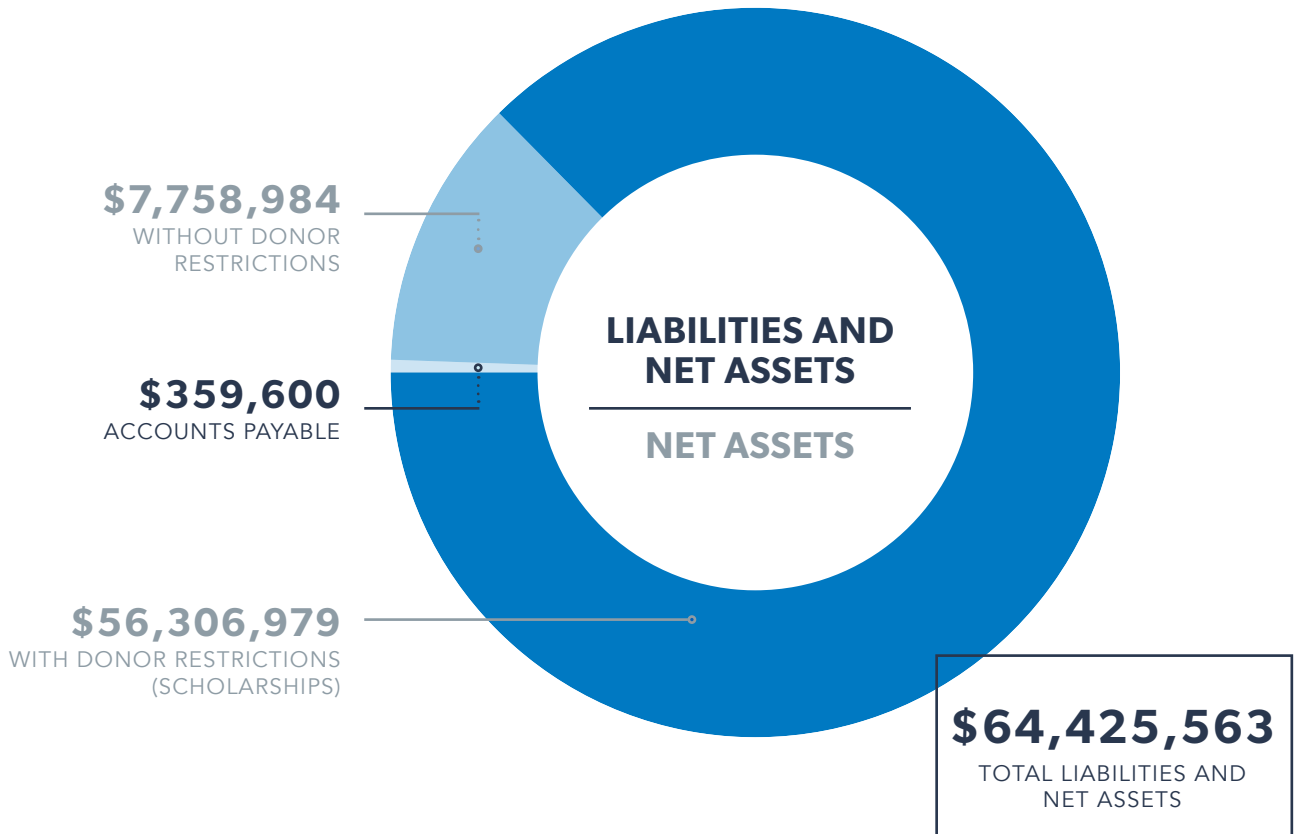 $7,758,984
WITHOUT DONOR
RESTRICTIONS
$359,600
ACCOUNTS PAYABLE
$56,306,979
WITH DONOR RESTRICTIONS
(SCHOLARSHIPS)
LIABILITIES AND
NET ASSETS
NET ASSETS
$64,425,563
TOTAL LIABILITIES AND
NET ASSETS